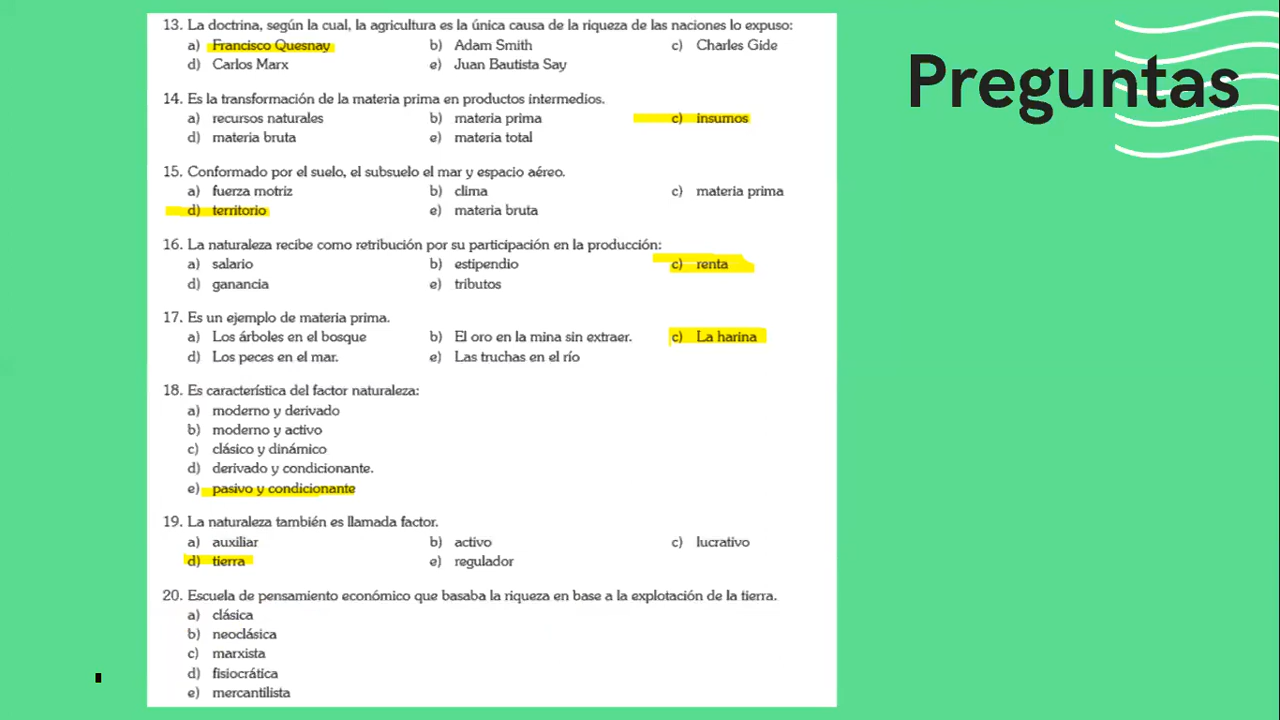 Preguntas
13. La doctrina, según la cual, la agricultura es la única causa de la riqueza de las naciones lo expuso:
a) Francisco Quesnay b) Adam Smith c) Charles Gide
d) Carlos Marx e) Juan Bautista Say
14. Es la transformación de la materia prima en productos intermedios.
a) recursos naturales b) materia prima c) insumos
d) materia bruta e) materia total
15. Conformado por el suelo, el subsuelo el mar y espacio aéreo.
a) fuerza motriz b) clima c) materia prima
d) territorio e) materia bruta
16. La naturaleza recibe como retribución por su participación en la producción:
a) salario b) estipendio c) renta
d) ganancia e) tributos
17. Es un ejemplo de materia prima.
a) Los árboles en el bosque b) El oro en la mina sin extraer. c) La harina
d) Los peces en el mar. e) Las truchas en el río
18. Es característica del factor naturaleza:
a) moderno y derivado
b) moderno y activo
c) clásico y dinámico
d) derivado y condicionante.
e) pasivo y condicionante
19. La naturaleza también es llamada factor.
a) auxiliar b) activo c) lucrativo
d) tierra e) regulador
20. Escuela de pensamiento económico que basaba la riqueza en base a la explotación de la tierra.
a) clásica
b) neoclásica
c) marxista
d) fisiocrática
e) mercantilista